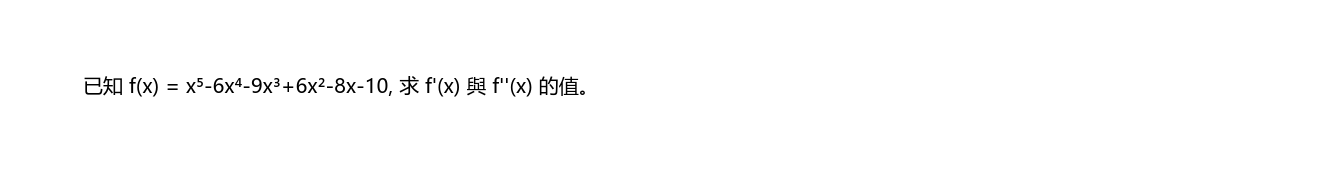 已知 f(x) = x⁵-6x⁴-9x³+6x²-8x-10, 求 f'(x) 與 f''(x) 的值。